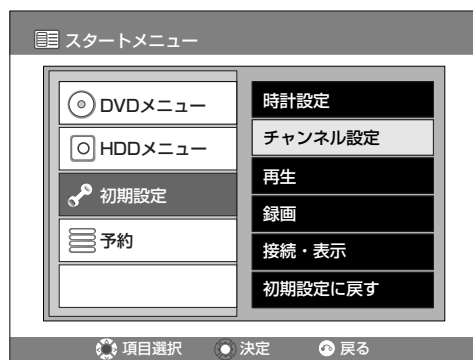 スタートメニュー
DVDメニュー
HDDメニュー
初期設定
予約
時計設定
チャンネル設定
再生
録画
接続・表示
初期設定に戻す
項目選択 決定 戻る